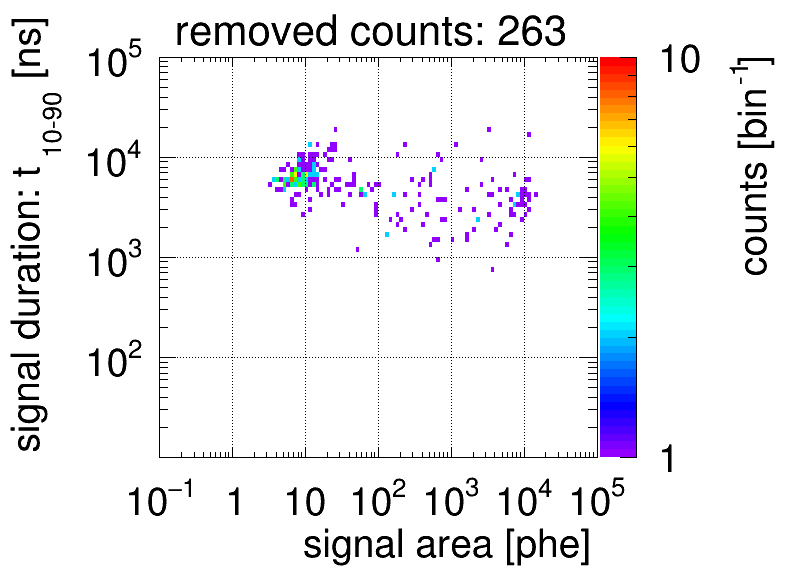 removed counts: 263
signal duration: t 10-90 [ns]
10^5
10^4
10^3
10^2
10^−1 1 10 10^2 10^3 10^4 10^5
signal area [phe]
10
1
counts [bin^-1]